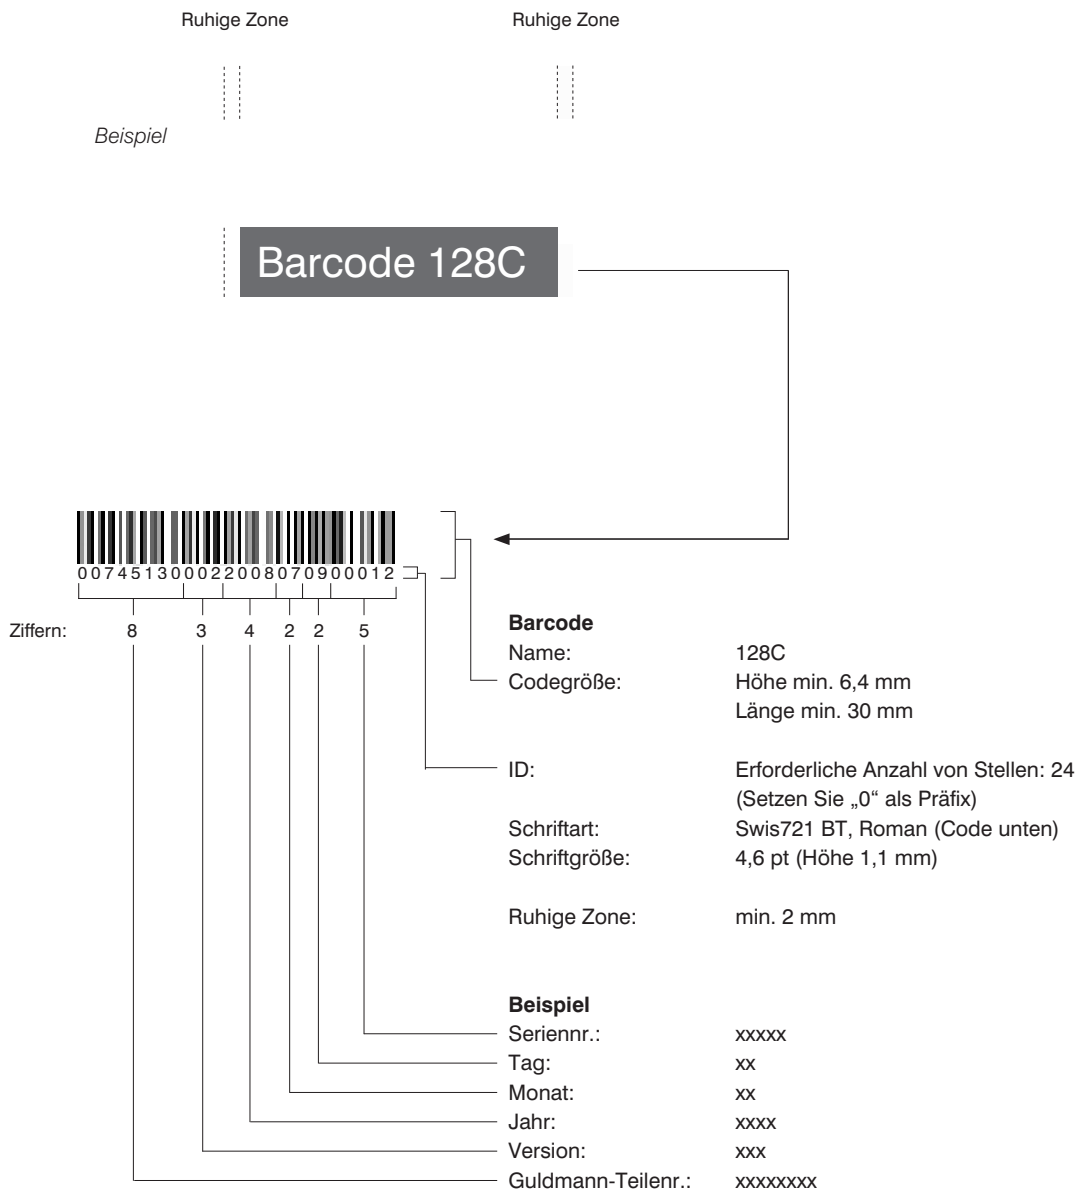 Ruhige Zone Ruhige Zone
Beispiel
Barcode 128C
007451300022008070900012
Ziffern: 8 3 4 2 2 5
Barcode
Name: 128C
Codegröße: Höhe min. 6,4 mm
Länge min. 30 mm
ID: Erforderliche Anzahl von Stellen: 24
(Setzen Sie „0“ als Präfix)
Schriftart: Swis721 BT, Roman (Code unten)
Schriftgröße: 4,6 pt (Höhe 1,1 mm)
Ruhige Zone: min. 2 mm
Beispiel
Seriennr.: xxxxx
Tag: xx
Monat: xx
Jahr: xxxx
Version: xxx
Guldmann-Teilenr.: xxxxxxxx